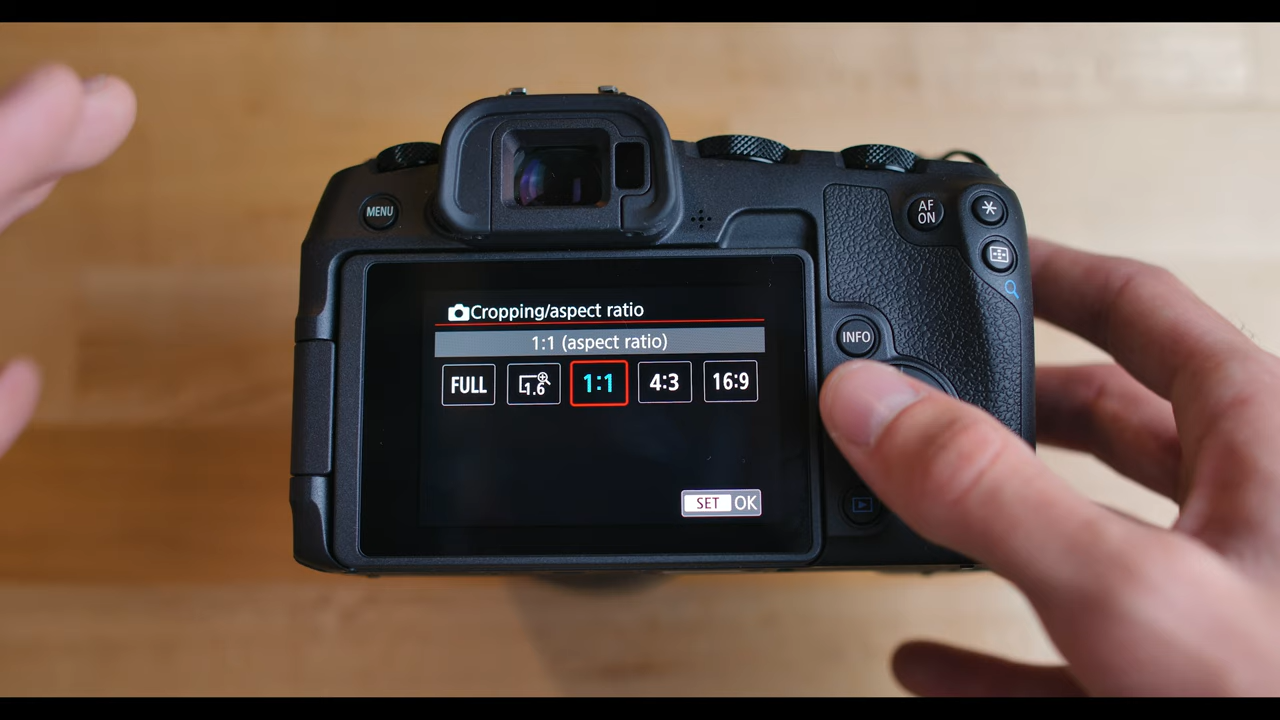 MENU
AF
ON
INFO
Cropping/aspect ratio
1:1 (aspect ratio)
FULL 1.6 1:1 4:3 16:9
SET OK